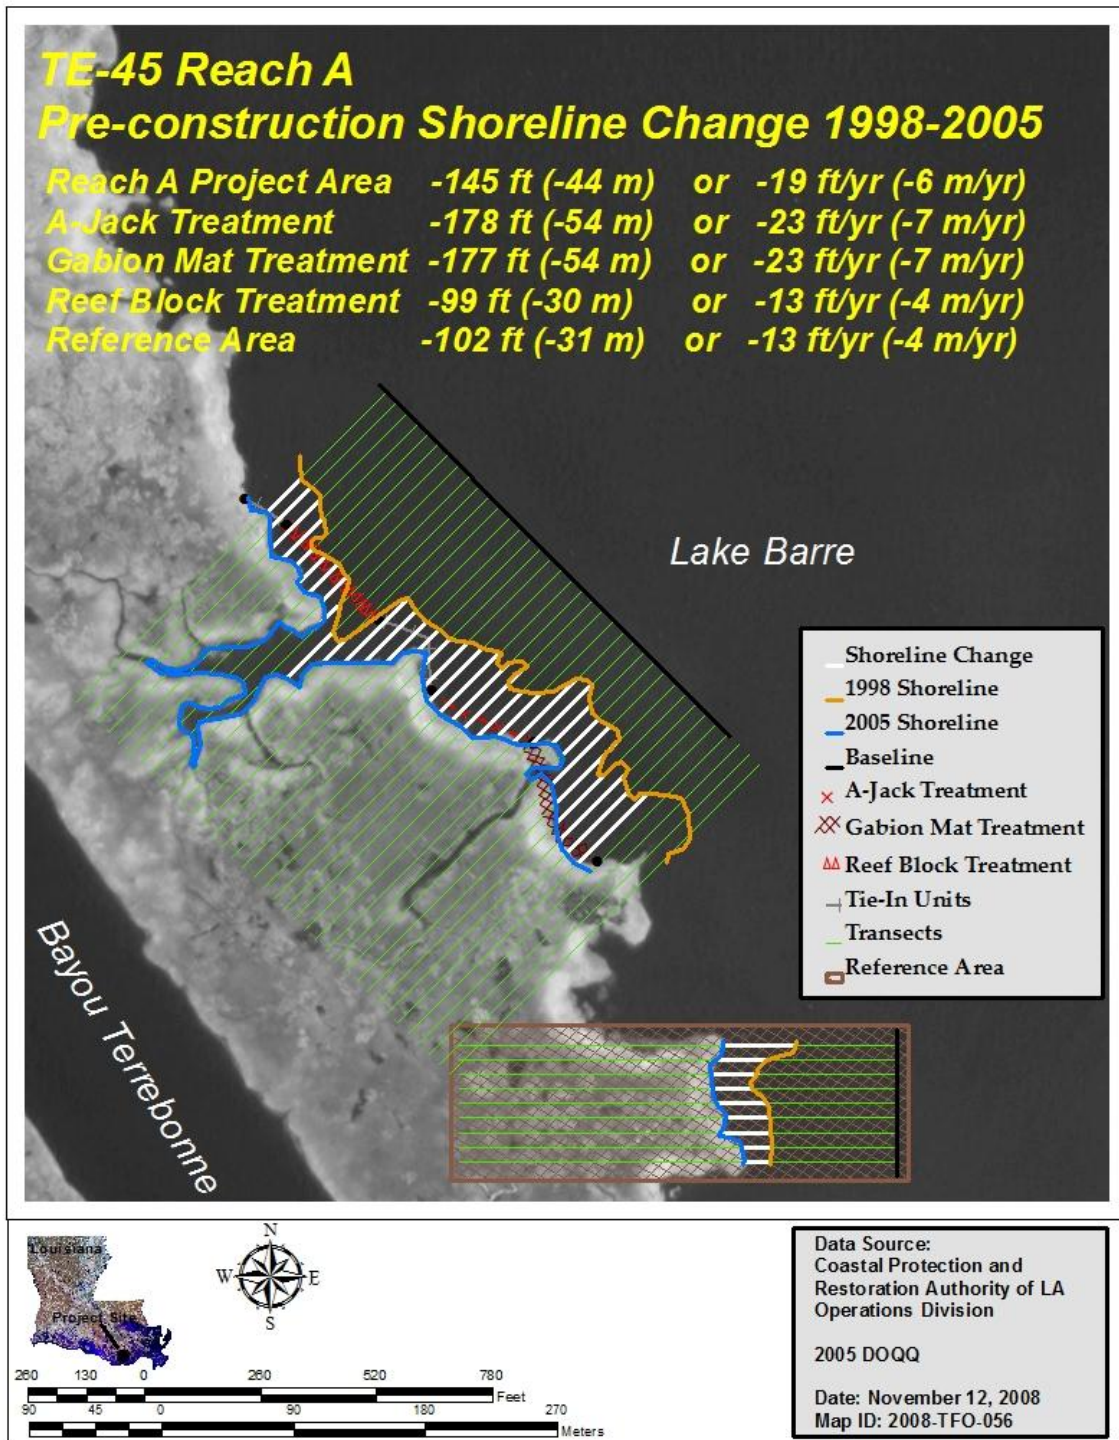 TE-45 Reach A
Pre-construction Shoreline Change 1998-2005
Reach A Project Area -145 ft (-44 m) or -19 ft/yr (-6 m/yr)
A-Jack Treatment -178 ft (-54 m) or -23 ft/yr (-7 m/yr)
Gabion Mat Treatment -177 ft (-54 m) or -23 ft/yr (-7 m/yr)
Reef Block Treatment -99 ft (-30 m) or -13 ft/yr (-4 m/yr)
Reference Area -102 ft (-31 m) or -13 ft/yr (-4 m/yr)
Lake Barre
Shoreline Change
1998 Shoreline
2005 Shoreline
Baseline
A-Jack Treatment
Gabion Mat Treatment
Reef Block Treatment
Tie-In Units
Transects
Reference Area
Bayou Terrebonne
Louisiana
Project Site
N
W E
S
260 130 0 260 520 780
Feet
90 45 0 90 180 270
Meters
Data Source:
Coastal Protection and
Restoration Authority of LA
Operations Division
2005 DOQQ
Date: November 12, 2008
Map ID: 2008-TFO-056